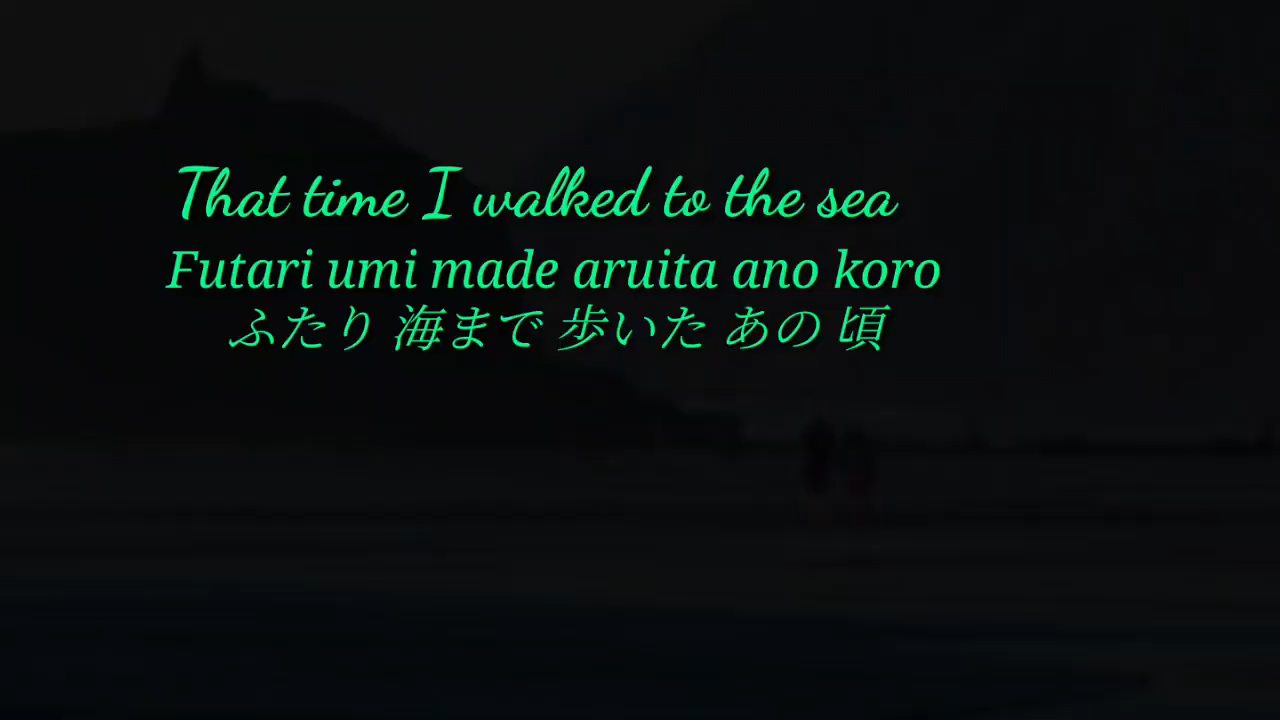 That time I walked to the sea
Futari umi made aruita ano koro
ふたり 海まで 歩いた あの 頃